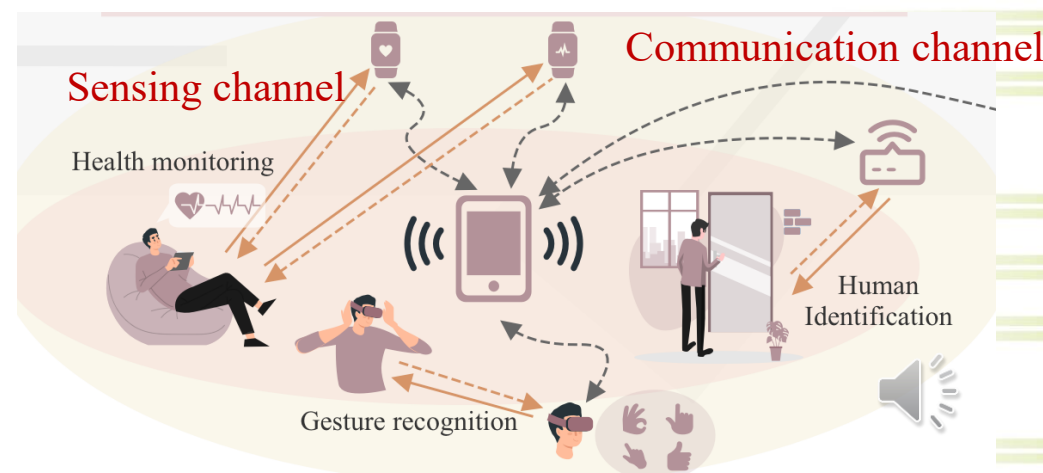 Communication channel
Sensing channel
Health monitoring
Human
Identification
Gesture recognition